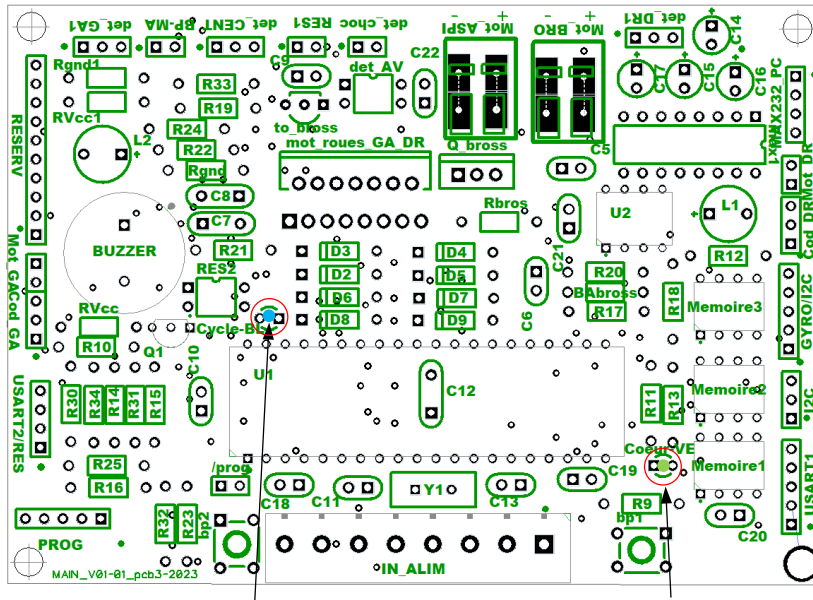 det_GA1
BP-MA
det_CENT
RES1
det_choc
-
+
Mot_ASPI
-
+
Mot_BRO
det_DR1
+
C14
Rgnd1
C9
det_AV
C22
+
C17
+
C15
+
C16
MAX232_PC
R33
RVcc1
R19
RESERV
to_bross
R24
L2
+
mot_roues_GA_DR
Q_bross
R22
C5
Rgnd
Mot_DR
C8
Rbros
U2
+
L1
C7
Cod_DR
BUZZER
R21
D3
D4
C21
R12
Mot_GA
RES2
D2
D5
R20
BAbross
GYRO/I2C
Cod_GA
RVcc
D6
D7
C6
R17
R18
Memoire3
Cycle-BL
D8
D9
R10
Q1
U1
C10
C12
USART2/RES
R30
R34
R14
R31
R15
R11
R13
Memoire2
I2C
Coeur-VE
R25
/prog
C19
Memoire1
R16
C18
C11
Y1
C13
USART1
R9
bp1
C20
PROG
R32
R23
bp2
IN_ALIM
MAIN_V01-01_pcb3-2023